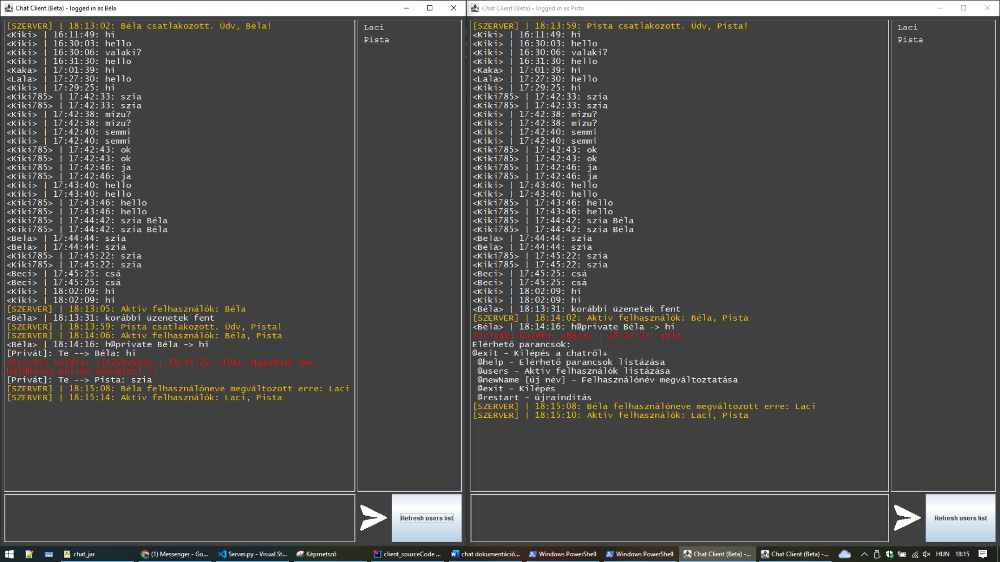 Chat Client (Beta) - logged in as Béla
[SZERVER] | 18:13:02: Béla csatlakozott. Üdv, Béla!
<Kiki> | 16:11:49: hi
<Kiki> | 16:30:03: hello
<Kiki> | 16:30:06: valaki?
<Kiki> | 16:31:30: hello
<Kaka> | 17:01:39: hi
<Lala> | 17:27:30: hello
<Kiki> | 17:29:25: hi
<Kiki785> | 17:42:33: szia
<Kiki785> | 17:42:33: szia
<Kiki> | 17:42:38: mizu?
<Kiki> | 17:42:38: mizu?
<Kiki> | 17:42:40: semmi
<Kiki> | 17:42:40: semmi
<Kiki785> | 17:42:43: ok
<Kiki785> | 17:42:43: ok
<Kiki785> | 17:42:46: ja
<Kiki785> | 17:42:46: ja
<Kiki> | 17:43:40: hello
<Kiki> | 17:43:40: hello
<Kiki785> | 17:43:46: hello
<Kiki785> | 17:43:46: hello
<Kiki785> | 17:44:42: szia Béla
<Kiki785> | 17:44:42: szia Béla
<Bela> | 17:44:44: szia
<Bela> | 17:44:44: szia
<Kiki785> | 17:45:22: szia
<Kiki785> | 17:45:22: szia
<Beci> | 17:45:25: csá
<Beci> | 17:45:25: csá
<Kiki> | 18:02:09: hi
<Kiki> | 18:02:09: hi
[SZERVER] | 18:13:05: Aktív felhasználók: Béla
<Béla> | 18:13:31: korábbi üzenetek fent
[SZERVER] | 18:13:59: Pista csatlakozott. Üdv, Pista!
[SZERVER] | 18:14:06: Aktív felhasználók: Béla, Pista
<Béla> | 18:14:16: h@private Béla -> hi
[Privát]: Te --> Béla: hi
[Privát] küldte: <[SZERVER]> | 18:14:22: Hiba: Magadnak nem
küldhetsz privát üzenetet! :)
[Privát]: Te --> Pista: szia
[SZERVER] | 18:15:08: Béla felhasználóneve megváltozott erre: Laci
[SZERVER] | 18:15:14: Aktív felhasználók: Laci, Pista
Laci
Pista
Refresh users list
Chat Client (Beta) - logged in as Pista
[SZERVER] | 18:13:59: Pista csatlakozott. Üdv, Pista!
<Kiki> | 16:11:49: hi
<Kiki> | 16:30:03: hello
<Kiki> | 16:30:06: valaki?
<Kiki> | 16:31:30: hello
<Kaka> | 17:01:39: hi
<Lala> | 17:27:30: hello
<Kiki> | 17:29:25: hi
<Kiki785> | 17:42:33: szia
<Kiki785> | 17:42:33: szia
<Kiki> | 17:42:38: mizu?
<Kiki> | 17:42:38: mizu?
<Kiki> | 17:42:40: semmi
<Kiki> | 17:42:40: semmi
<Kiki785> | 17:42:43: ok
<Kiki785> | 17:42:43: ok
<Kiki785> | 17:42:46: ja
<Kiki785> | 17:42:46: ja
<Kiki> | 17:43:40: hello
<Kiki> | 17:43:40: hello
<Kiki785> | 17:43:46: hello
<Kiki785> | 17:43:46: hello
<Kiki785> | 17:44:42: szia Béla
<Kiki785> | 17:44:42: szia Béla
<Bela> | 17:44:44: szia
<Bela> | 17:44:44: szia
<Kiki785> | 17:45:22: szia
<Kiki785> | 17:45:22: szia
<Beci> | 17:45:25: csá
<Beci> | 17:45:25: csá
<Kiki> | 18:02:09: hi
<Kiki> | 18:02:09: hi
<Béla> | 18:13:31: korábbi üzenetek fent
[SZERVER] | 18:14:02: Aktív felhasználók: Béla, Pista
<Béla> | 18:14:16: h@private Béla -> hi
[Privát] küldte: <Béla> | 18:14:27: szia
Elérhető parancsok:
@exit - Kilépés a chatről+
@help - Elérhető parancsok listázása
@users - Aktív felhasználók listázása
@newName [új név] - Felhasználónév megváltoztatása
@exit - Kilépés
@restart - újraindítás
[SZERVER] | 18:15:08: Béla felhasználóneve megváltozott erre: Laci
[SZERVER] | 18:15:10: Aktív felhasználók: Laci, Pista
Laci
Pista
Refresh users list
chat_jar
(1) Messenger - Go...
Server.py - Visual St...
Képmetsző
client_sourceCode ...
chat dokumentáció...
Windows PowerShell
Windows PowerShell
Chat Client (Beta) -...
Chat Client (Beta) -...
HUN
18:15